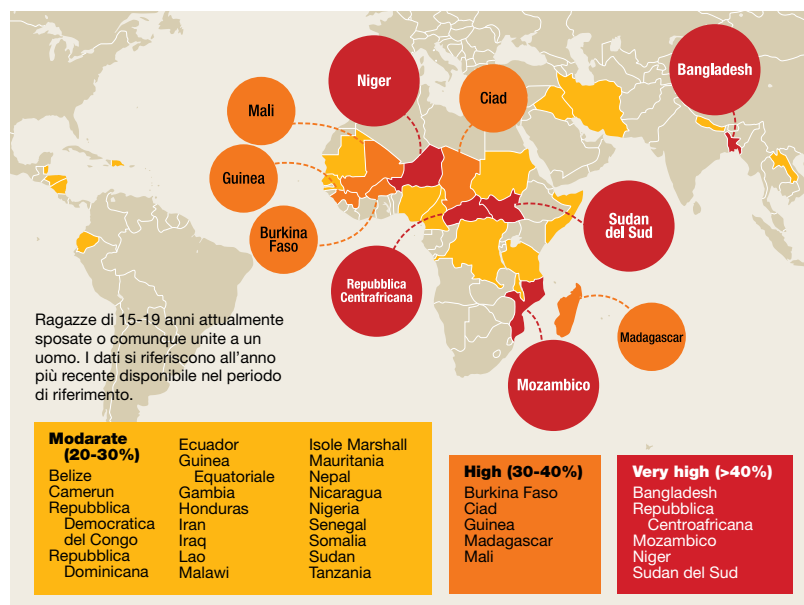 Niger
Bangladesh
Mali
Ciad
Guinea
Burkina
Faso
Sudan
del Sud
Repubblica
Centrafricana
Madagascar
Mozambico
Ragazze di 15-19 anni attualmente
sposate o comunque unite a un
uomo. I dati si riferiscono all’anno
più recente disponibile nel periodo
di riferimento.
Modarate
(20-30%)
Belize
Camerun
Repubblica
Democratica
del Congo
Repubblica
Dominicana
Ecuador
Guinea
Equatoriale
Gambia
Honduras
Iran
Iraq
Lao
Malawi
Isole Marshall
Mauritania
Nepal
Nicaragua
Nigeria
Senegal
Somalia
Sudan
Tanzania
High (30-40%)
Burkina Faso
Ciad
Guinea
Madagascar
Mali
Very high (>40%)
Bangladesh
Repubblica
Centroafricana
Mozambico
Niger
Sudan del Sud